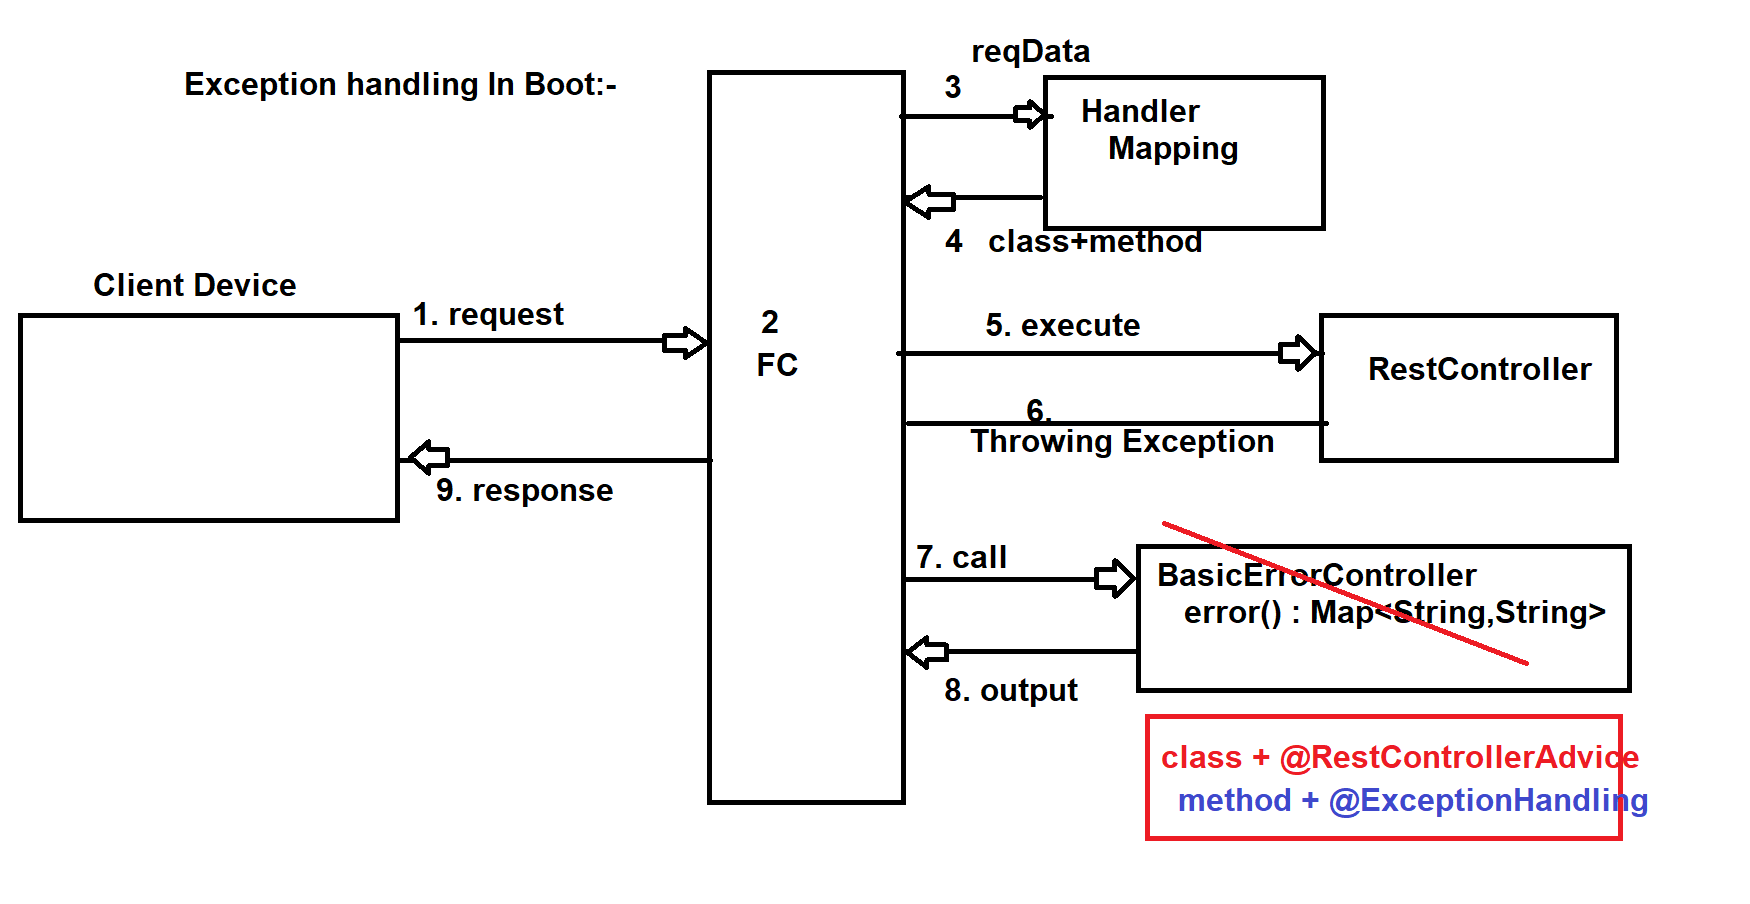 Exception handling In Boot:-
reqData
3
Handler
Mapping
4 class+method
Client Device
1. request
2
FC
5. execute
RestController
6.
Throwing Exception
9. response
7. call
BasicErrorController
error() : Map<String,String>
8. output
class + @RestControllerAdvice
method + @ExceptionHandling